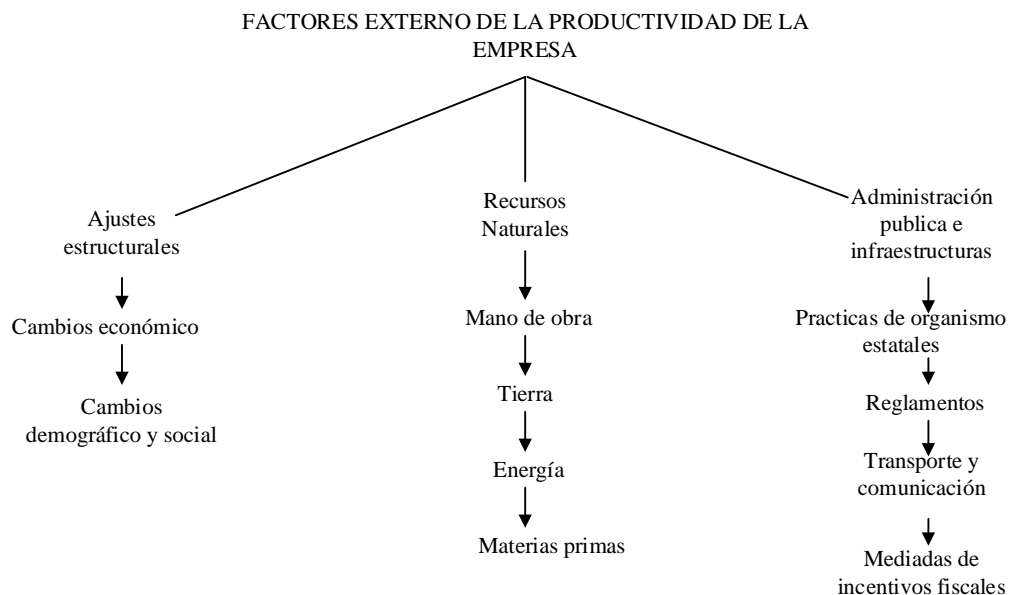 FACTORES EXTERNO DE LA PRODUCTIVIDAD DE LA
EMPRESA
Ajustes
estructurales
Cambios económico
Cambios
demográfico y social
Recursos
Naturales
Mano de obra
Tierra
Energía
Materias primas
Administración
publica e
infraestructuras
Practicas de organismo
estatales
Reglamentos
Transporte y
comunicación
Mediadas de
incentivos fiscales